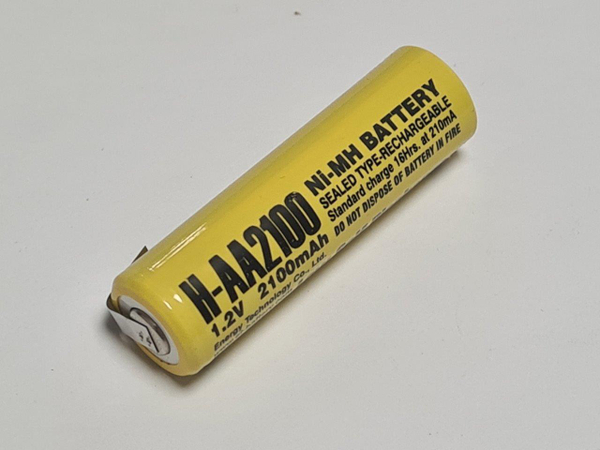 H-AA2100 Ni-MH BATTERY
SEALED TYPE-RECHARGEABLE
1.2V 2100mAh Standard charge 16Hrs. at 210mA
DO NOT DISPOSE OF BATTERY IN FIRE
Energy Technology Co., Ltd.